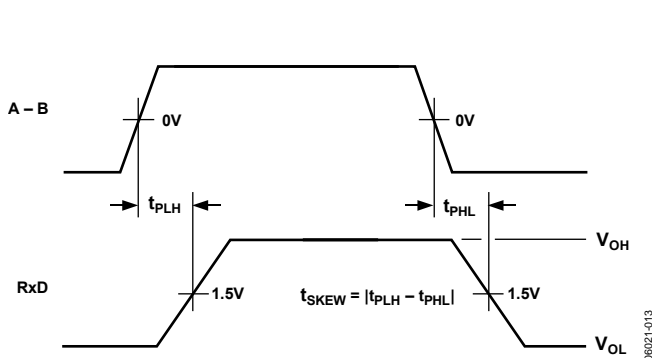 A – B
0V
0V
tPLH
tPHL
VOH
RxD
1.5V
tSKEW = |tPLH – tPHL|
1.5V
VOL
06021-013